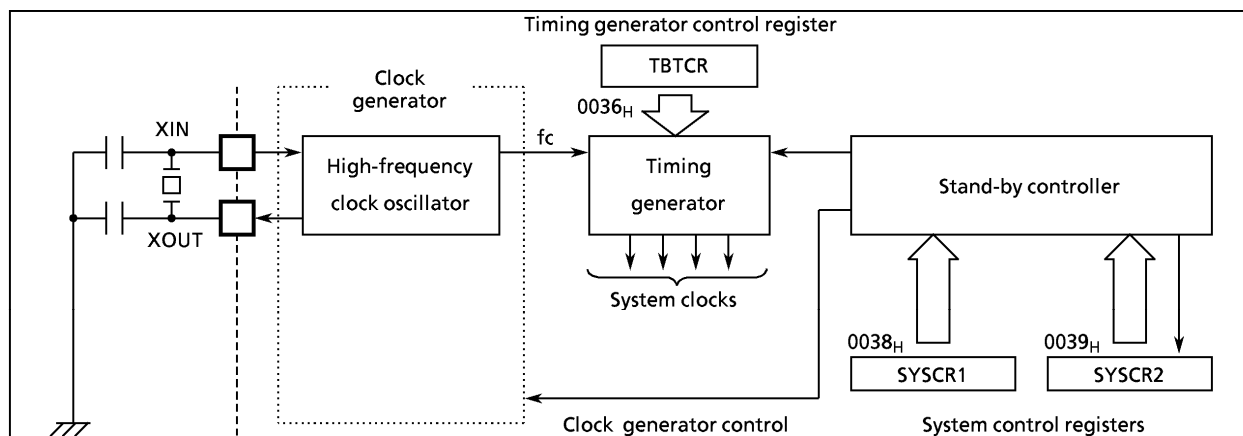 Timing generator control register
TBTCR
Clock
generator
0036H
XIN
fc
High-frequency
clock oscillator
Timing
generator
Stand-by controller
XOUT
System clocks
0038H
0039H
SYSCR1
SYSCR2
Clock generator control
System control registers